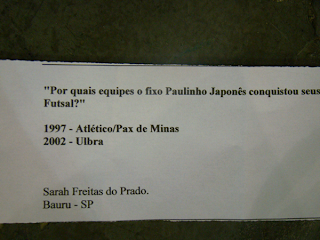 "Por quais equipes o fixo Paulinho Japonês conquistou seus
Futsal?"
1997 - Atlético/Pax de Minas
2002 - Ulbra
Sarah Freitas do Prado.
Bauru - SP